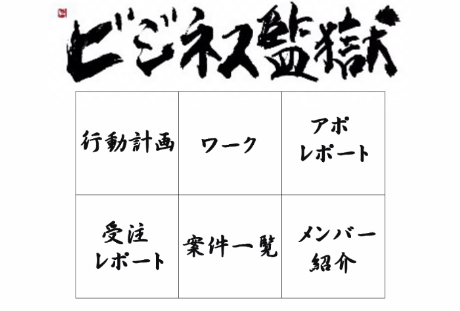 ビジネス監獄
行動計画
ワーク
アポ
レポート
受注
レポート
案件一覧
メンバー
紹介